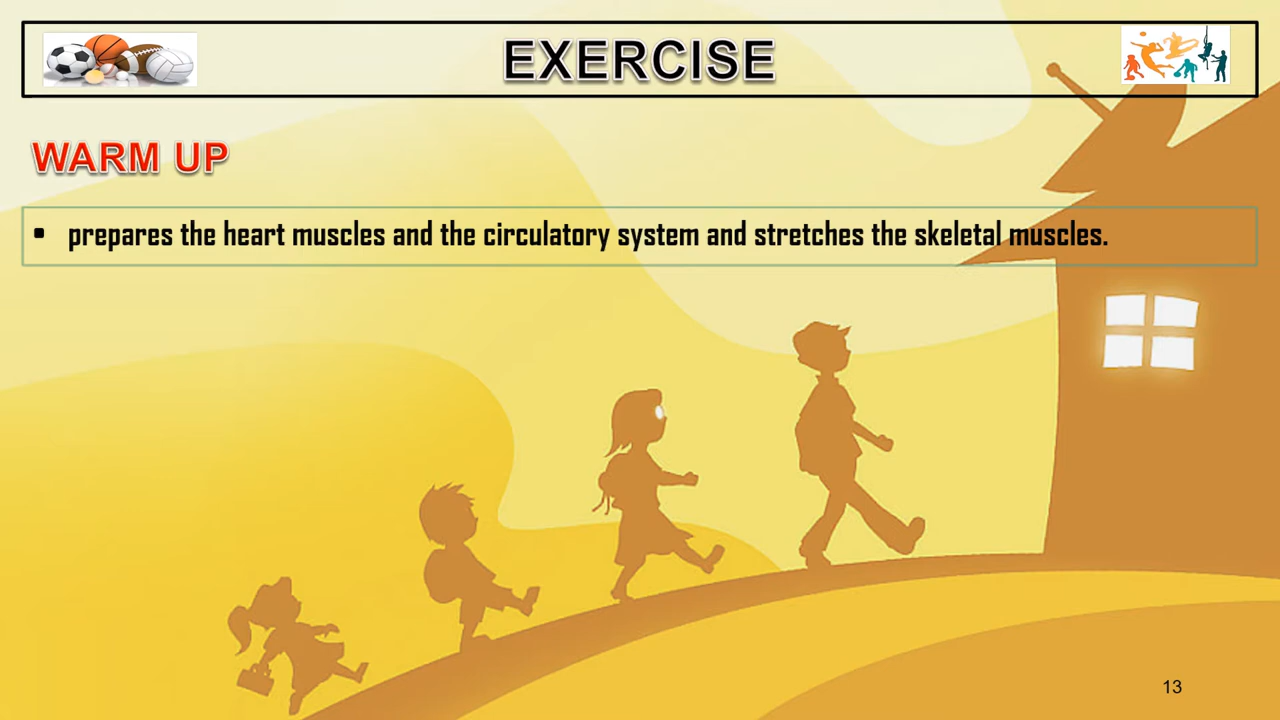 EXERCISE
WARM UP
• prepares the heart muscles and the circulatory system and stretches the skeletal muscles.
13